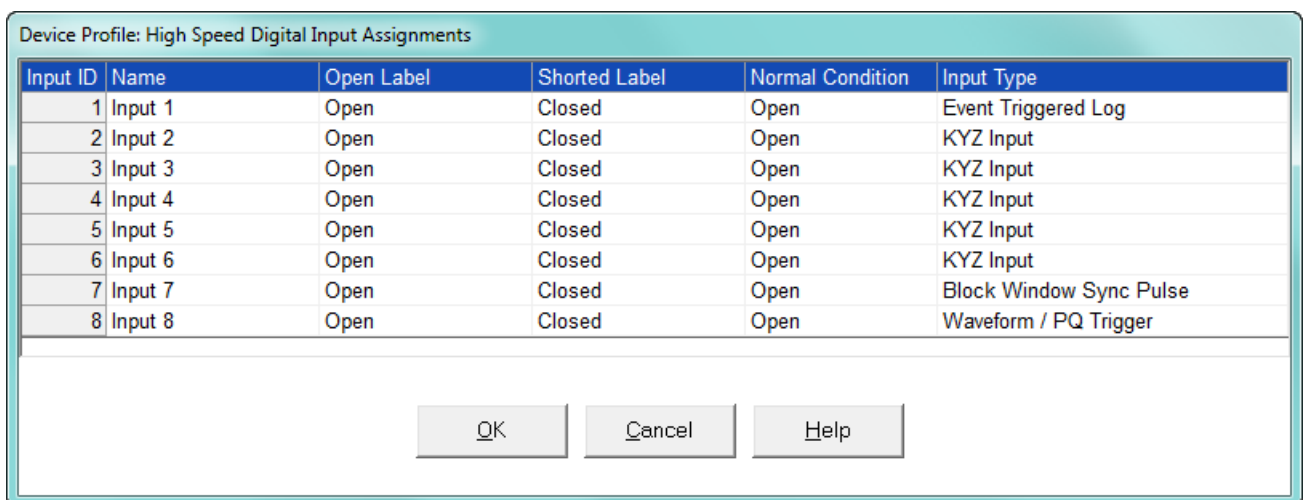 Device Profile: High Speed Digital Input Assignments
Input ID Name Open Label Shorted Label Normal Condition Input Type
1 Input 1 Open Closed Open Event Triggered Log
2 Input 2 Open Closed Open KYZ Input
3 Input 3 Open Closed Open KYZ Input
4 Input 4 Open Closed Open KYZ Input
5 Input 5 Open Closed Open KYZ Input
6 Input 6 Open Closed Open KYZ Input
7 Input 7 Open Closed Open Block Window Sync Pulse
8 Input 8 Open Closed Open Waveform / PQ Trigger
OK Cancel Help